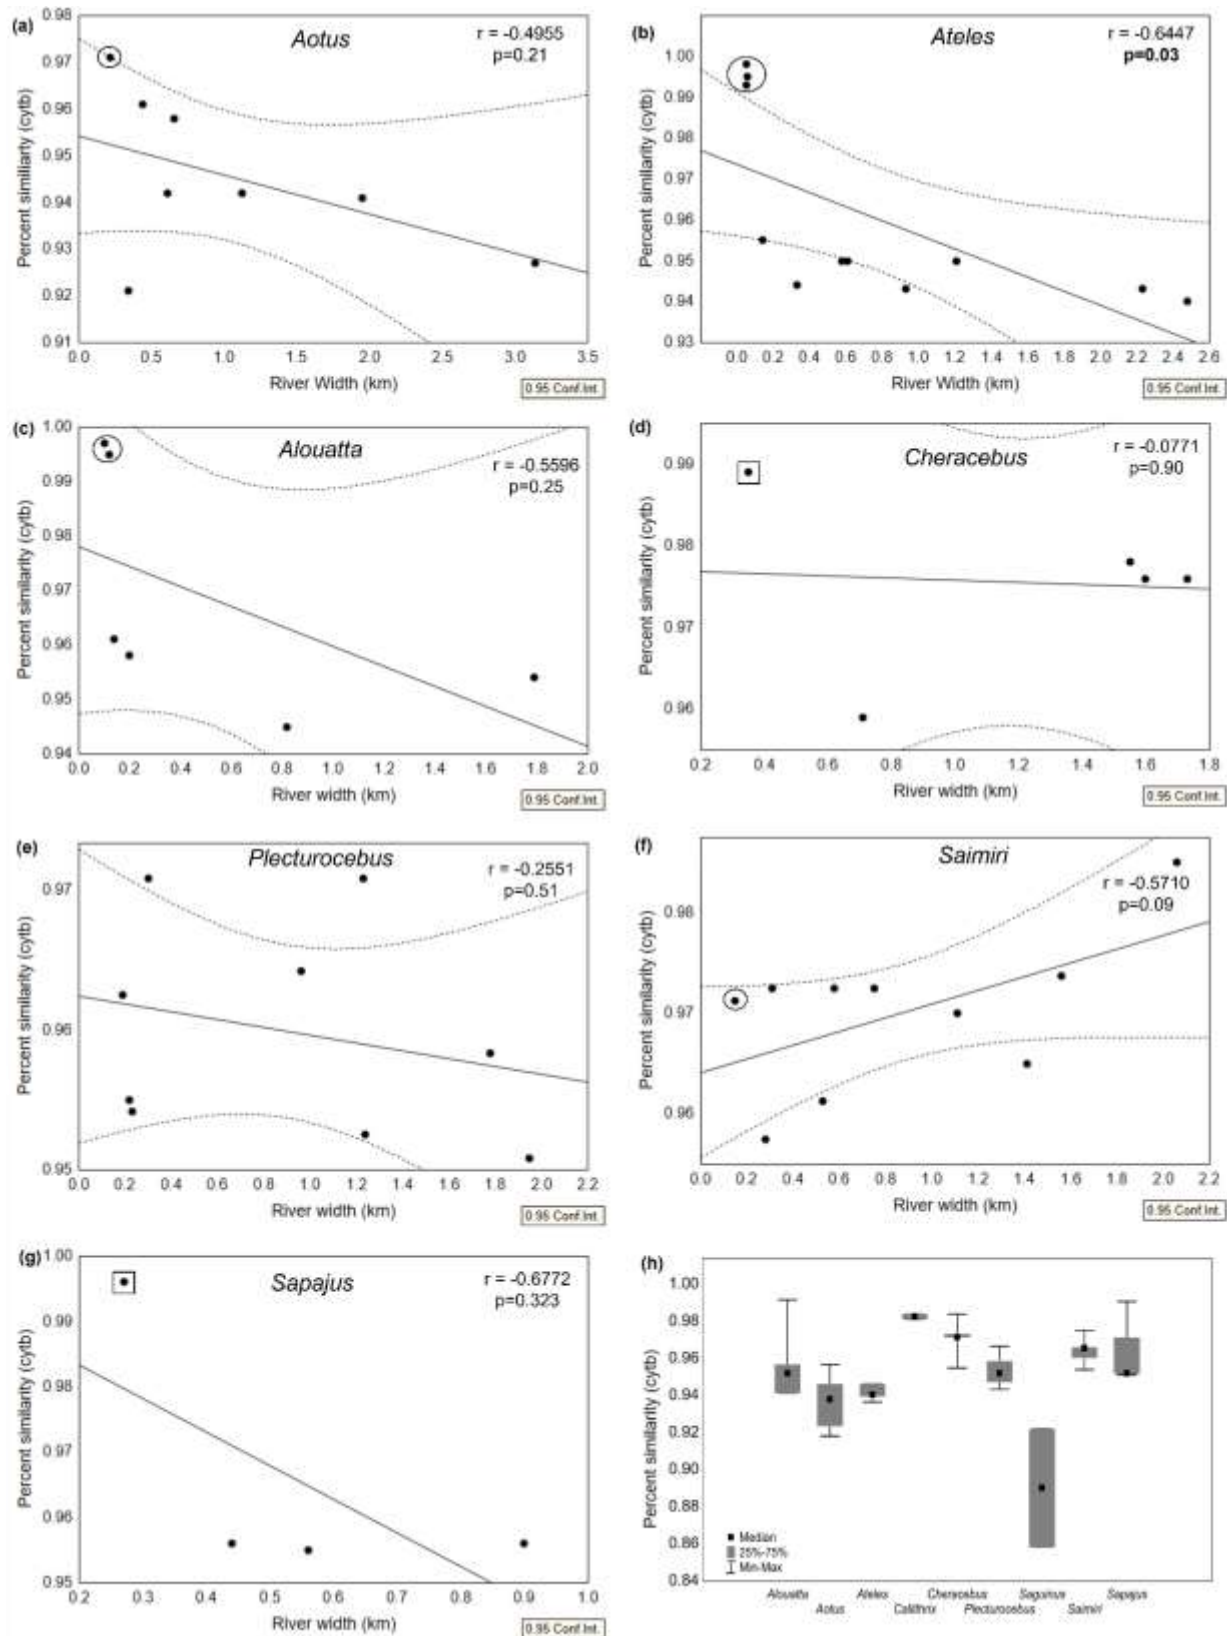 (a)
Aotus
r = -0.4955
p=0.21
Percent similiarity (cytb)
0.98
0.97
0.96
0.95
0.94
0.93
0.92
0.91
0.0 0.5 1.0 1.5 2.0 2.5 3.0 3.5
River Width (km)
0.95 Conf.Int.
(b)
Ateles
r = -0.6447
p=0.03
Percent similarity (cytb)
1.00
0.99
0.98
0.97
0.96
0.95
0.94
0.93
0.0 0.2 0.4 0.6 0.8 1.0 1.2 1.4 1.6 1.8 2.0 2.2 2.4 2.6
River Width (km)
0.95 Conf.Int.
(c)
Alouatta
r = -0.5596
p=0.25
Percent similarity (cytb)
1.00
0.99
0.98
0.97
0.96
0.95
0.94
0.0 0.2 0.4 0.6 0.8 1.0 1.2 1.4 1.6 1.8 2.0
River width (km)
0.95 Conf.Int.
(d)
Cheracebus
r = -0.0771
p=0.90
Percent similarity (cytb)
0.99
0.98
0.97
0.96
0.2 0.4 0.6 0.8 1.0 1.2 1.4 1.6 1.8
River width (km)
0.95 Conf.Int.
(e)
Plecturocebus
r = -0.2551
p=0.51
Percent similarity (cytb)
0.97
0.96
0.95
0.0 0.2 0.4 0.6 0.8 1.0 1.2 1.4 1.6 1.8 2.0 2.2
River width (km)
0.95 Conf.Int.
(f)
Saimiri
r = -0.5710
p=0.09
Percent similarity (cytb)
0.98
0.97
0.96
0.0 0.2 0.4 0.6 0.8 1.0 1.2 1.4 1.6 1.8 2.0 2.2
River width (km)
0.95 Conf.Int.
(g)
Sapajus
r = -0.6772
p=0.323
Percent similarity (cytb)
1.00
0.99
0.98
0.97
0.96
0.95
0.2 0.3 0.4 0.5 0.6 0.7 0.8 0.9 1.0
River width (km)
0.95 Conf.Int.
(h)
Percent similarity (cytb)
1.00
0.98
0.96
0.94
0.92
0.90
0.88
0.86
0.84
Median
25%-75%
Min-Max
Alouatta
Aotus
Ateles
Callithrix
Cheracebus
Plecturocebus
Saguinus
Saimiri
Sapajus